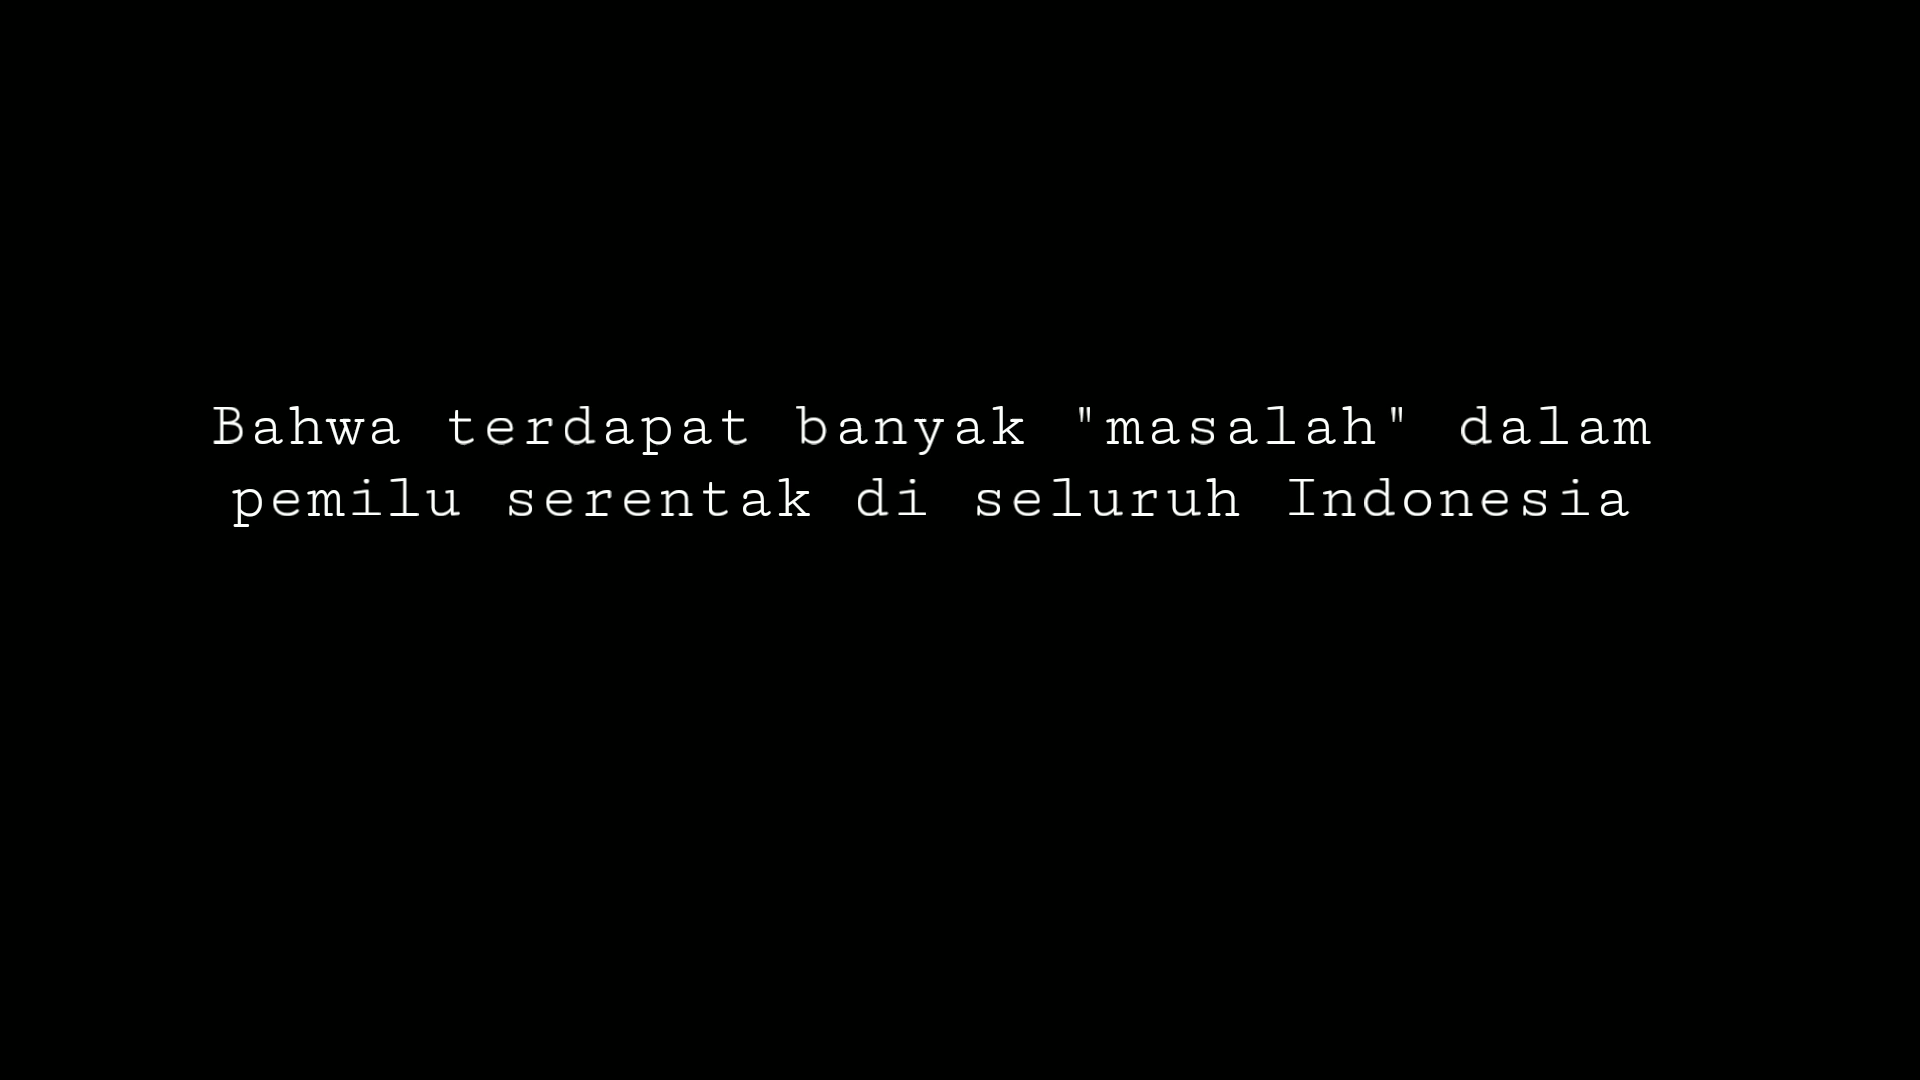 Bahwa terdapat banyak "masalah" dalam
pemilu serentak di seluruh Indonesia